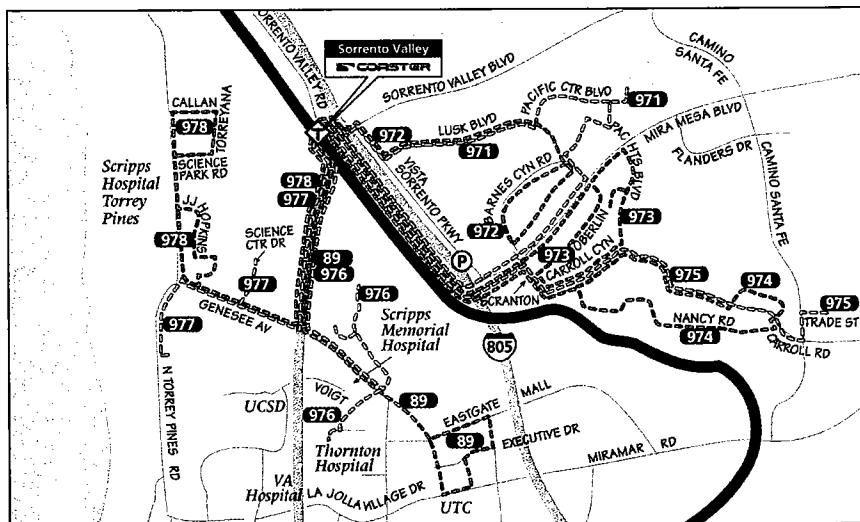 Sorrento Valley
COASTER
SORRENTO VALLEY RD
SORRENTO VALLEY BLVD
CAMINO
SANTA FE
PACIFIC CTR BLVD
971
MIRA MESA BLVD
CALLAN
978
TORREYANA
SCIENCE
PARK RD
T
972
LUSK BLVD
971
PACIFIC HTS BLVD
FLANDERS DR
CAMINO SANTA FE
Scripps
Hospital
Torrey
Pines
978
977
VISTA
SORRENTO PKWY
BARNES CYN RD
J.J.
HOPKINS
978
SCIENCE
CTR DR
977
89
976
972
973
OBERLIN
973
P
CARROLL CYN
SCRANTON
975
974
975
TRADE ST
977
GENESEE AV
976
Scripps
Memorial
Hospital
NANCY RD
974
CARROLL RD
805
N TORREY PINES RD
UCSD
VOIGT
976
89
EASTGATE MALL
89
EXECUTIVE DR
Thornton
Hospital
MIRAMAR RD
VA
Hospital
LA JOLLA VILLAGE DR
UTC